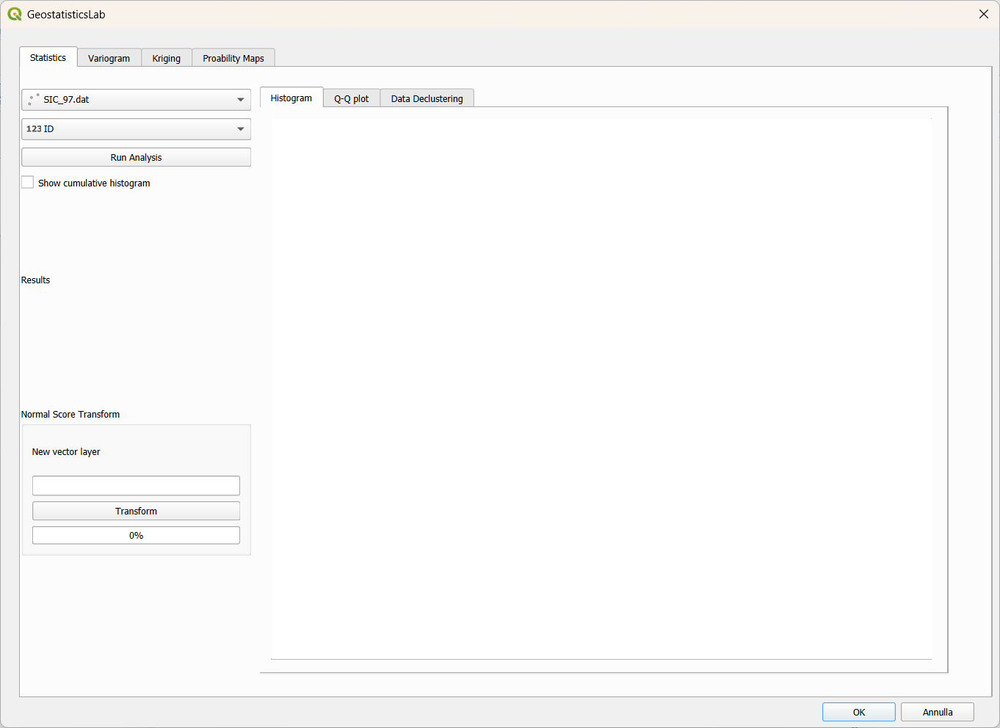 GeostatisticsLab
Statistics
Variogram
Kriging
Proability Maps
SIC_97.dat
123 ID
Run Analysis
Show cumulative histogram
Results
Normal Score Transform
New vector layer
Transform
0%
Histogram
Q-Q plot
Data Declustering
OK
Annulla